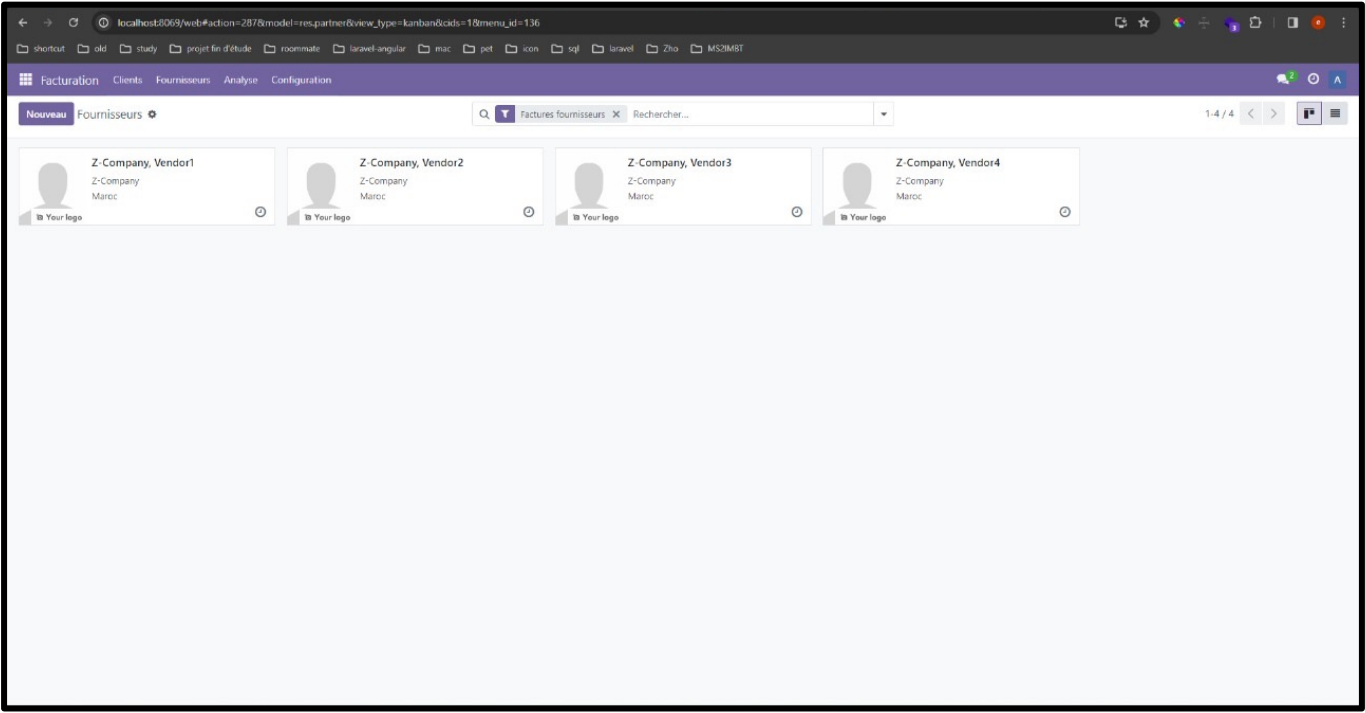 localhost:8069/web#action=287&model=res.partner&view_type=kanban&cids=1&menu_id=136
shortcut old study projet fin d'étude roommate laravel-angular mac pet icon sql laravel Zho MS2IMBT
Facturation Clients Fournisseurs Analyse Configuration 2 A
Nouveau Fournisseurs Factures fournisseurs Rechercher... 1-4 / 4
Z-Company, Vendor1
Z-Company
Maroc
Your logo
Z-Company, Vendor2
Z-Company
Maroc
Your logo
Z-Company, Vendor3
Z-Company
Maroc
Your logo
Z-Company, Vendor4
Z-Company
Maroc
Your logo